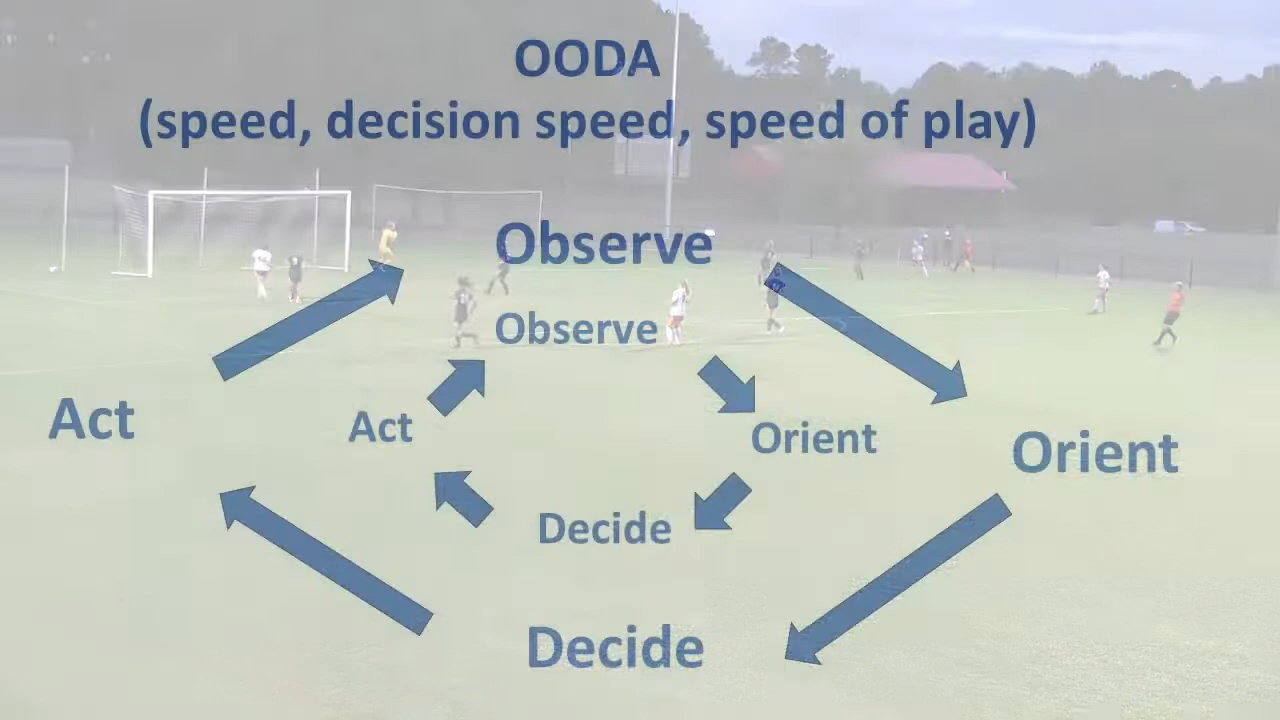 OODA
(speed, decision speed, speed of play)
Observe
Observe
Act
Act
Orient
Orient
Decide
Decide